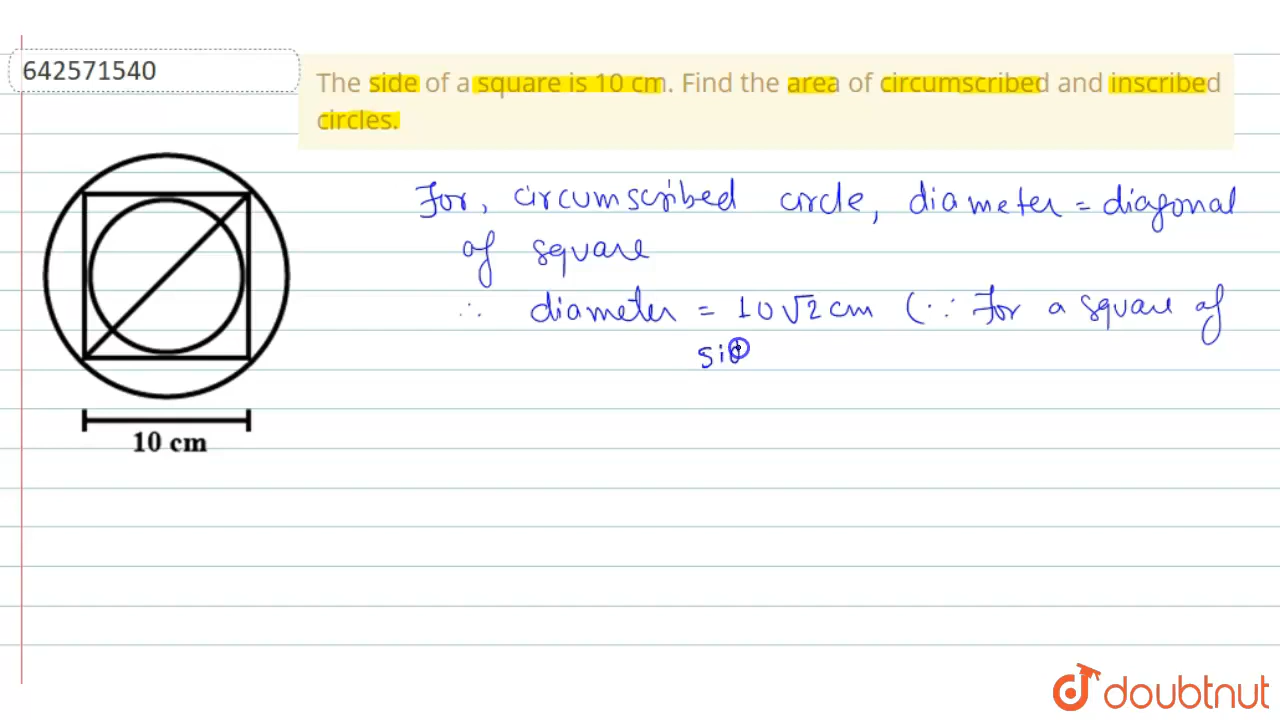 642571540
The side of a square is 10 cm. Find the area of circumscribed and inscribed
circles.
For, circumscribed circle, diameter = diagonal
of square
∴ diameter = 10√2 cm (∵ For a square of
sid
10 cm
doubtnut